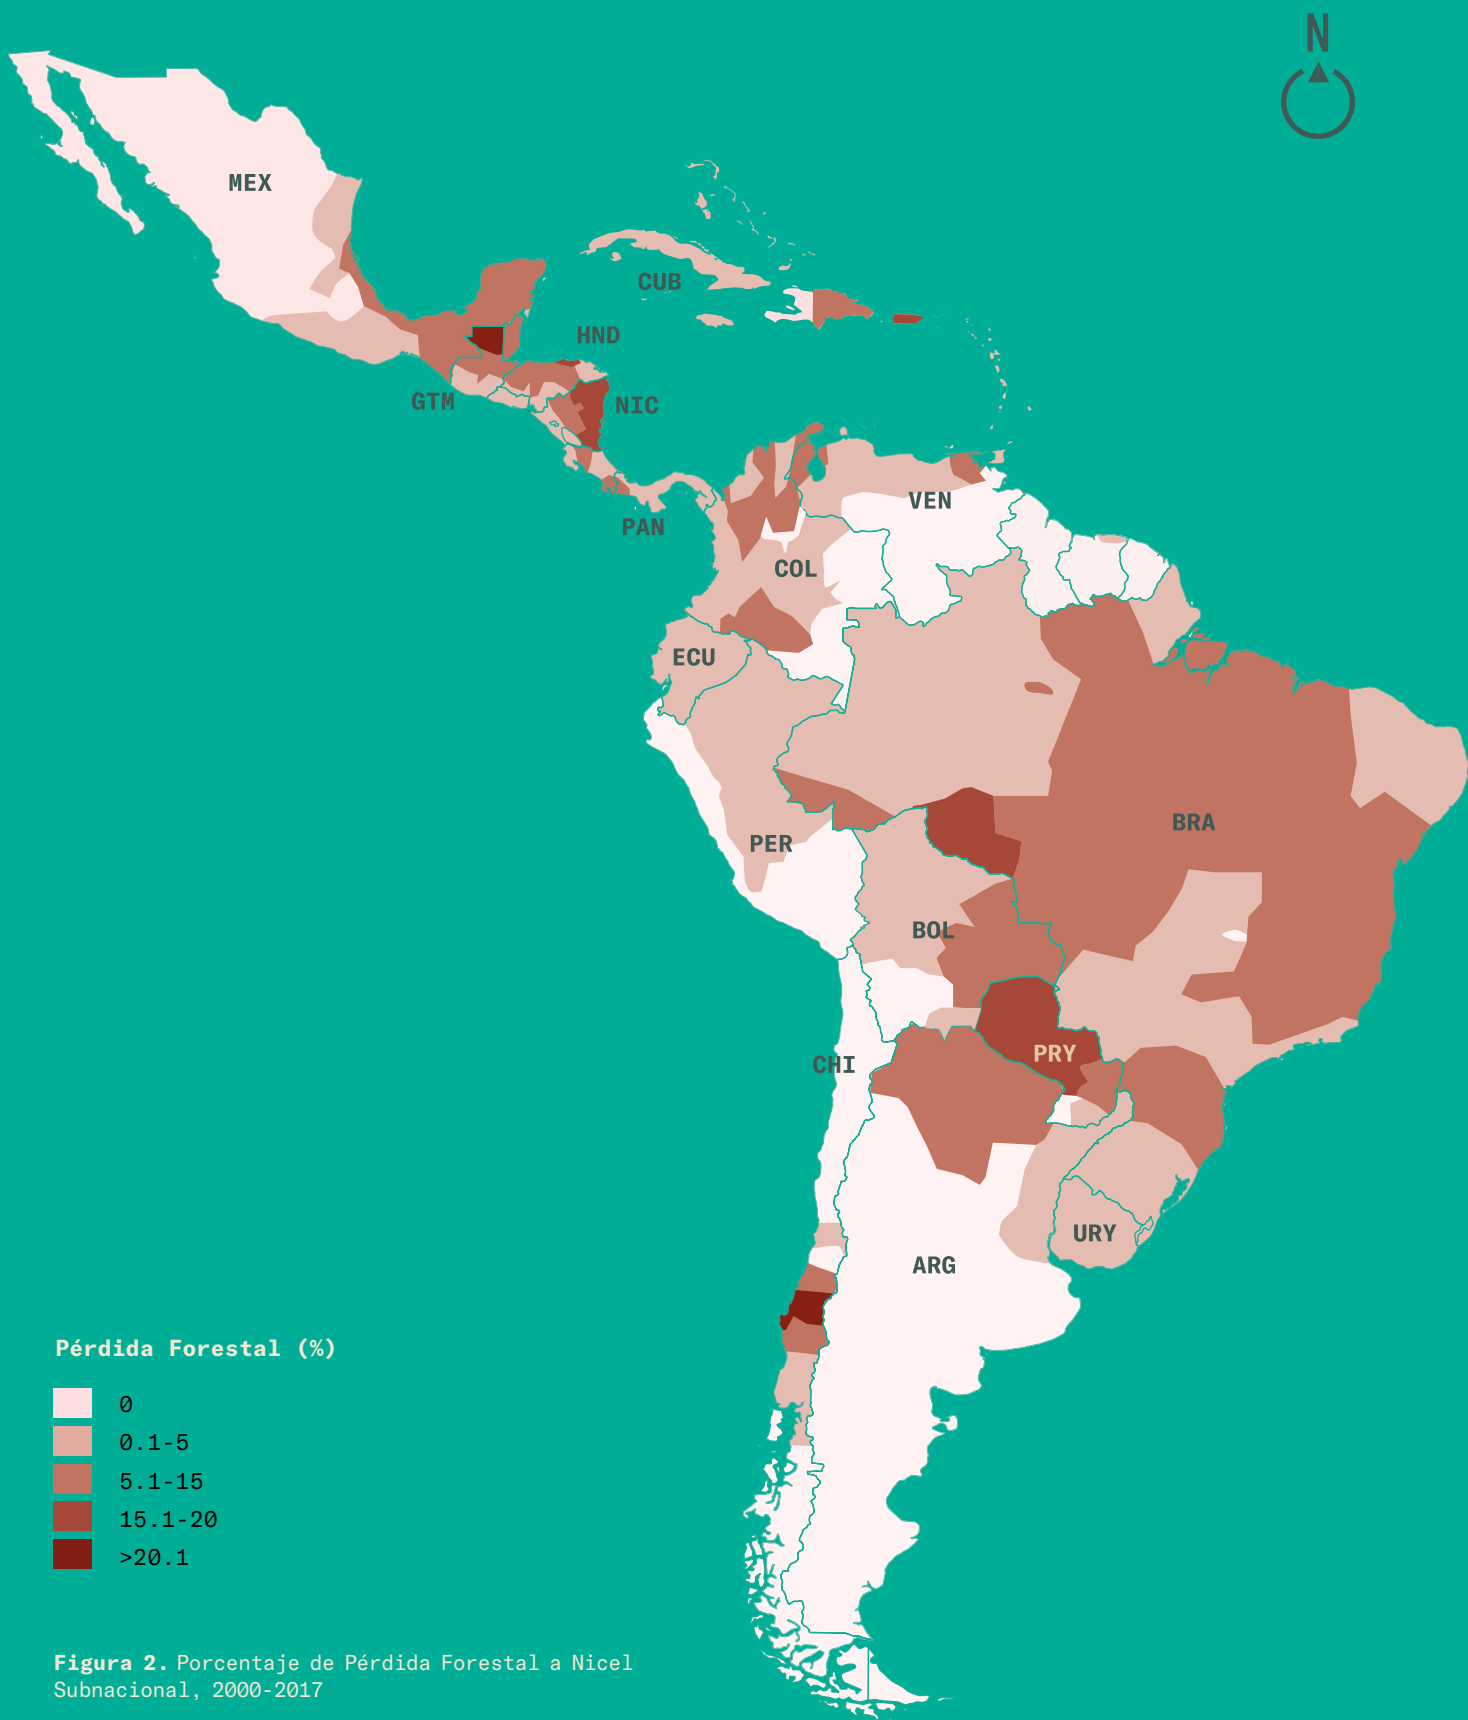 N
MEX
CUB
HND
GTM
NIC
VEN
PAN
COL
ECU
BRA
PER
BOL
PRY
CHI
URY
ARG
Pérdida Forestal (%)
0
0.1-5
5.1-15
15.1-20
>20.1
Figura 2. Porcentaje de Pérdida Forestal a Nicel
Subnacional, 2000-2017